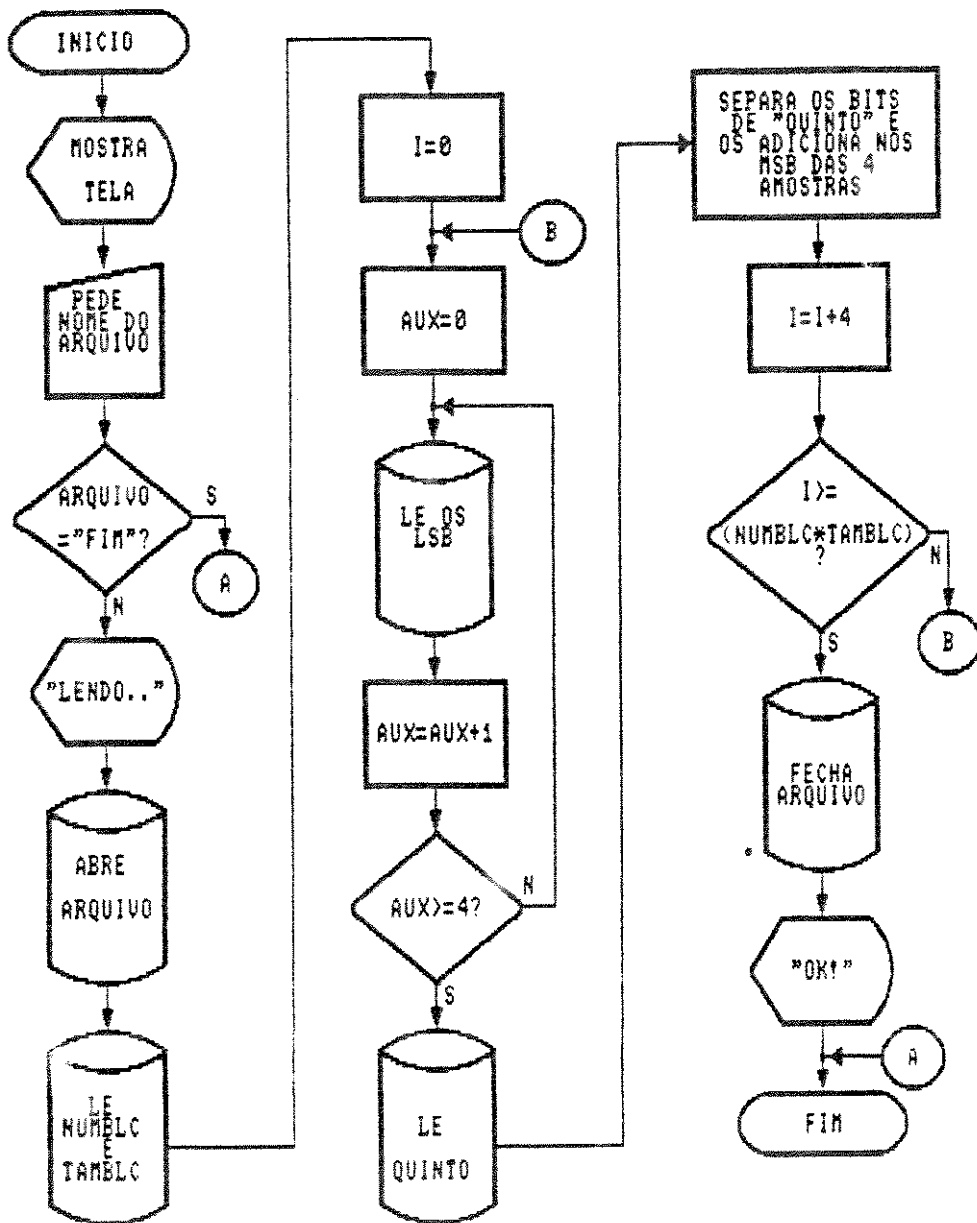 INICIO
MOSTRA
TELA
PEDE
NOME DO
ARQUIVO
ARQUIVO
="FIM"?
S
A
N
"LENDO.."
ABRE
ARQUIVO
LE
NUMBLC
E
TAMBLC
I=0
B
AUX=0
LE OS
LSB
AUX=AUX+1
AUX>=4?
N
S
LE
QUINTO
SEPARA OS BITS
DE "QUINTO" E
OS ADICIONA NOS
MSB DAS 4
AMOSTRAS
I=I+4
I>=
(NUMBLC*TAMBLC)
?
N
B
S
FECHA
ARQUIVO
"OK!"
A
FIM